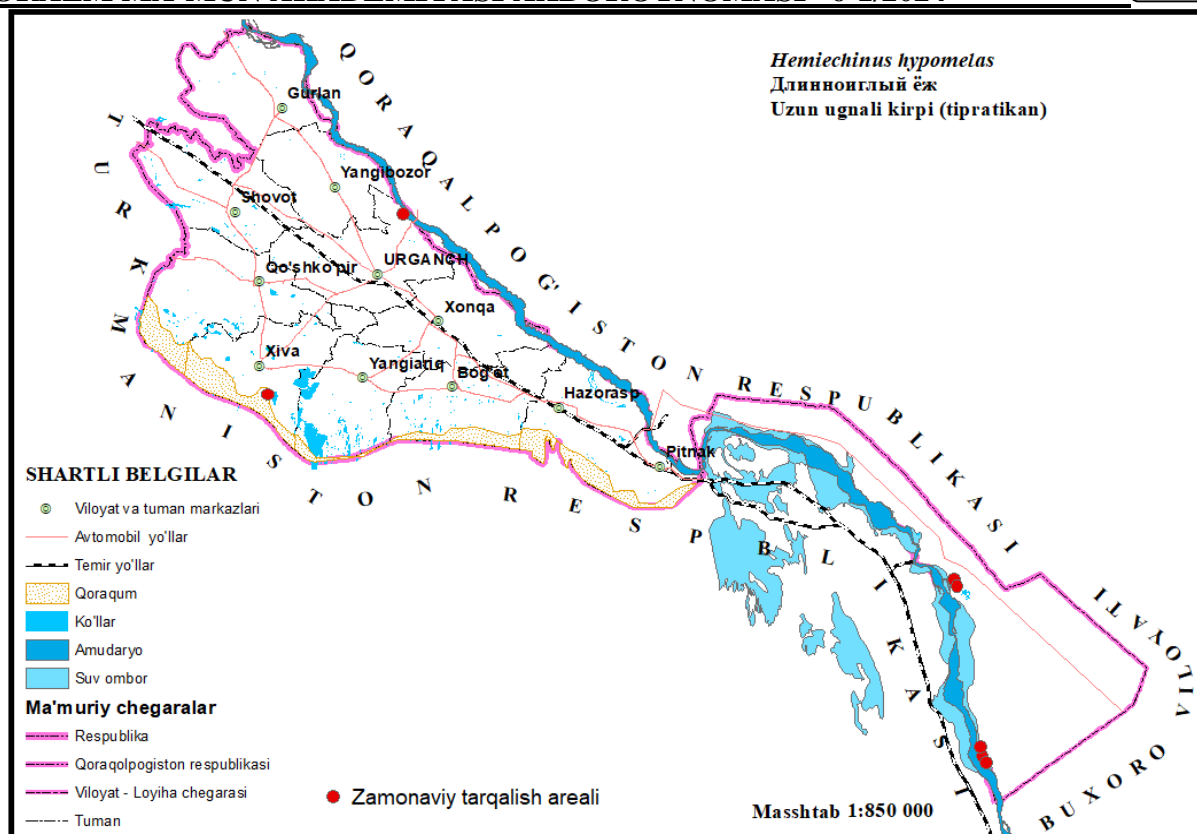 Hemiechinus hypomelas
Длинноиглый ёж
Uzun ugnali kirpi (tipratikan)
QORAQALPOG'ISTON RESPUBLIKASI
TURKMANISTON RESPBLIKASI
BUXORO VILOYATI
Gurlan
Yangibozor
Shovot
URGANCH
Qo'shko'pir
Xonqa
Xiva
Yangiariq
Bog'ot
Hazorasp
Pitnak
SHARTLI BELGILAR
Viloyat va tuman markazlari
Avtomobil yo'llar
Temir yo'llar
Qoraqum
Ko'llar
Amudaryo
Suv ombor
Ma'muriy chegaralar
Respublika
Qoraqolpogiston respublikasi
Viloyat - Loyiha chegarasi
Tuman
Zamonaviy tarqalish areali
Masshtab 1:850 000